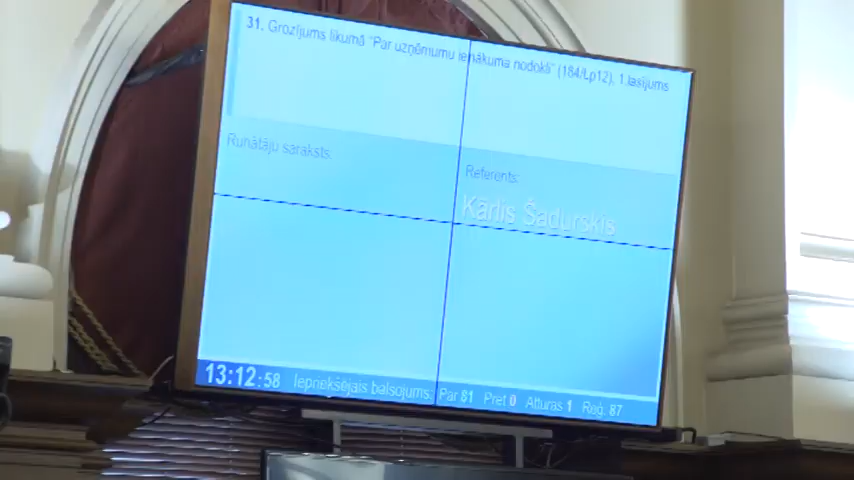 31. Grozījums likumā "Par uzņēmumu ienākuma nodokli" (184/Lp12), 1.lasījums
Runātāju saraksts:
Referents:
Kārlis Šadurskis
13:12:58 Iepriekšējais balsojums: Par 81 Pret 0 Atturas 1 Reģ. 87